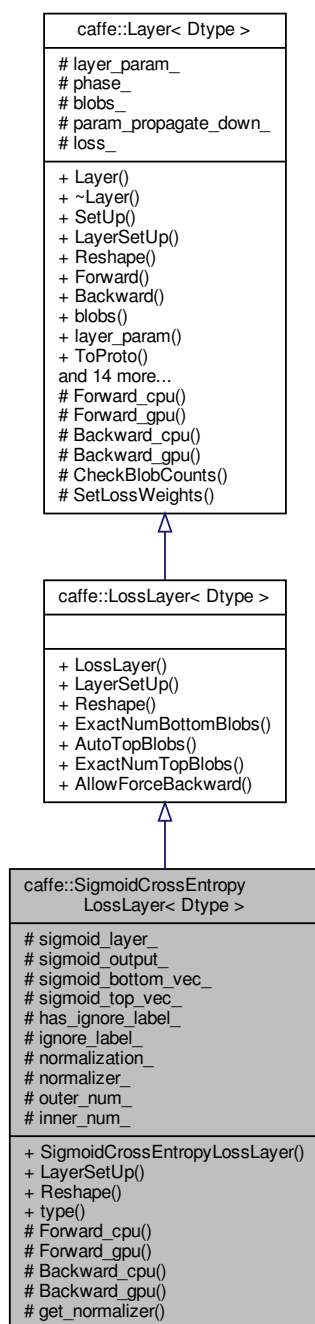 caffe::Layer< Dtype >
# layer_param_
# phase_
# blobs_
# param_propagate_down_
# loss_
+ Layer()
+ ~Layer()
+ SetUp()
+ LayerSetUp()
+ Reshape()
+ Forward()
+ Backward()
+ blobs()
+ layer_param()
+ ToProto()
and 14 more...
# Forward_cpu()
# Forward_gpu()
# Backward_cpu()
# Backward_gpu()
# CheckBlobCounts()
# SetLossWeights()
caffe::LossLayer< Dtype >
+ LossLayer()
+ LayerSetUp()
+ Reshape()
+ ExactNumBottomBlobs()
+ AutoTopBlobs()
+ ExactNumTopBlobs()
+ AllowForceBackward()
caffe::SigmoidCrossEntropy
LossLayer< Dtype >
# sigmoid_layer_
# sigmoid_output_
# sigmoid_bottom_vec_
# sigmoid_top_vec_
# has_ignore_label_
# ignore_label_
# normalization_
# normalizer_
# outer_num_
# inner_num_
+ SigmoidCrossEntropyLossLayer()
+ LayerSetUp()
+ Reshape()
+ type()
# Forward_cpu()
# Forward_gpu()
# Backward_cpu()
# Backward_gpu()
# get_normalizer()